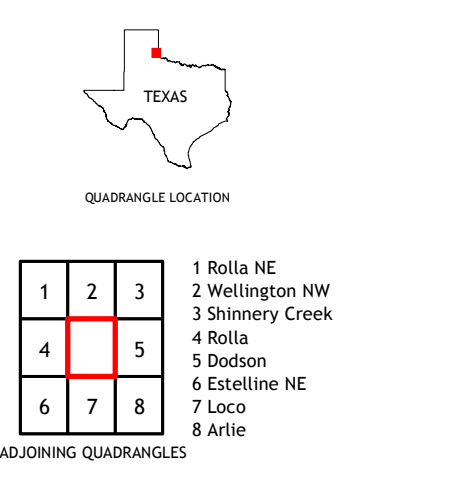 TEXAS
QUADRANGLE LOCATION
1 2 3
4 5
6 7 8
1 Rolla NE
2 Wellington NW
3 Shinnery Creek
4 Rolla
5 Dodson
6 Estelline NE
7 Loco
8 Arlie
ADJOINING QUADRANGLES